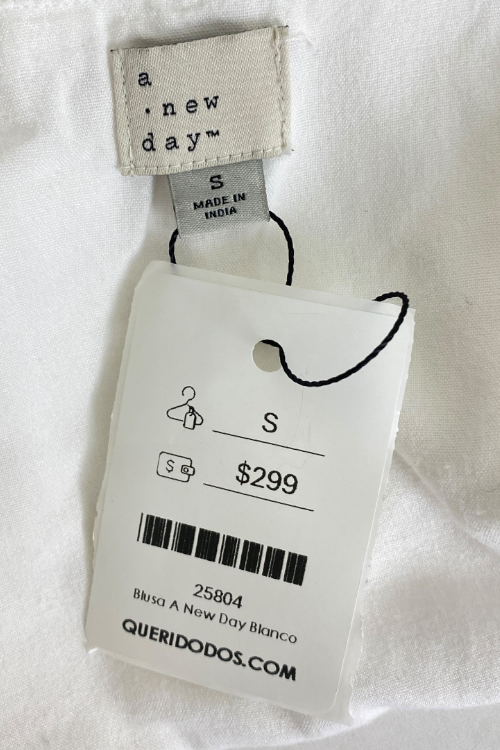 a
·new
day™
S
MADE IN
INDIA
S
S
$299
25804
Blusa A New Day Blanco
QUERIDODOS.COM